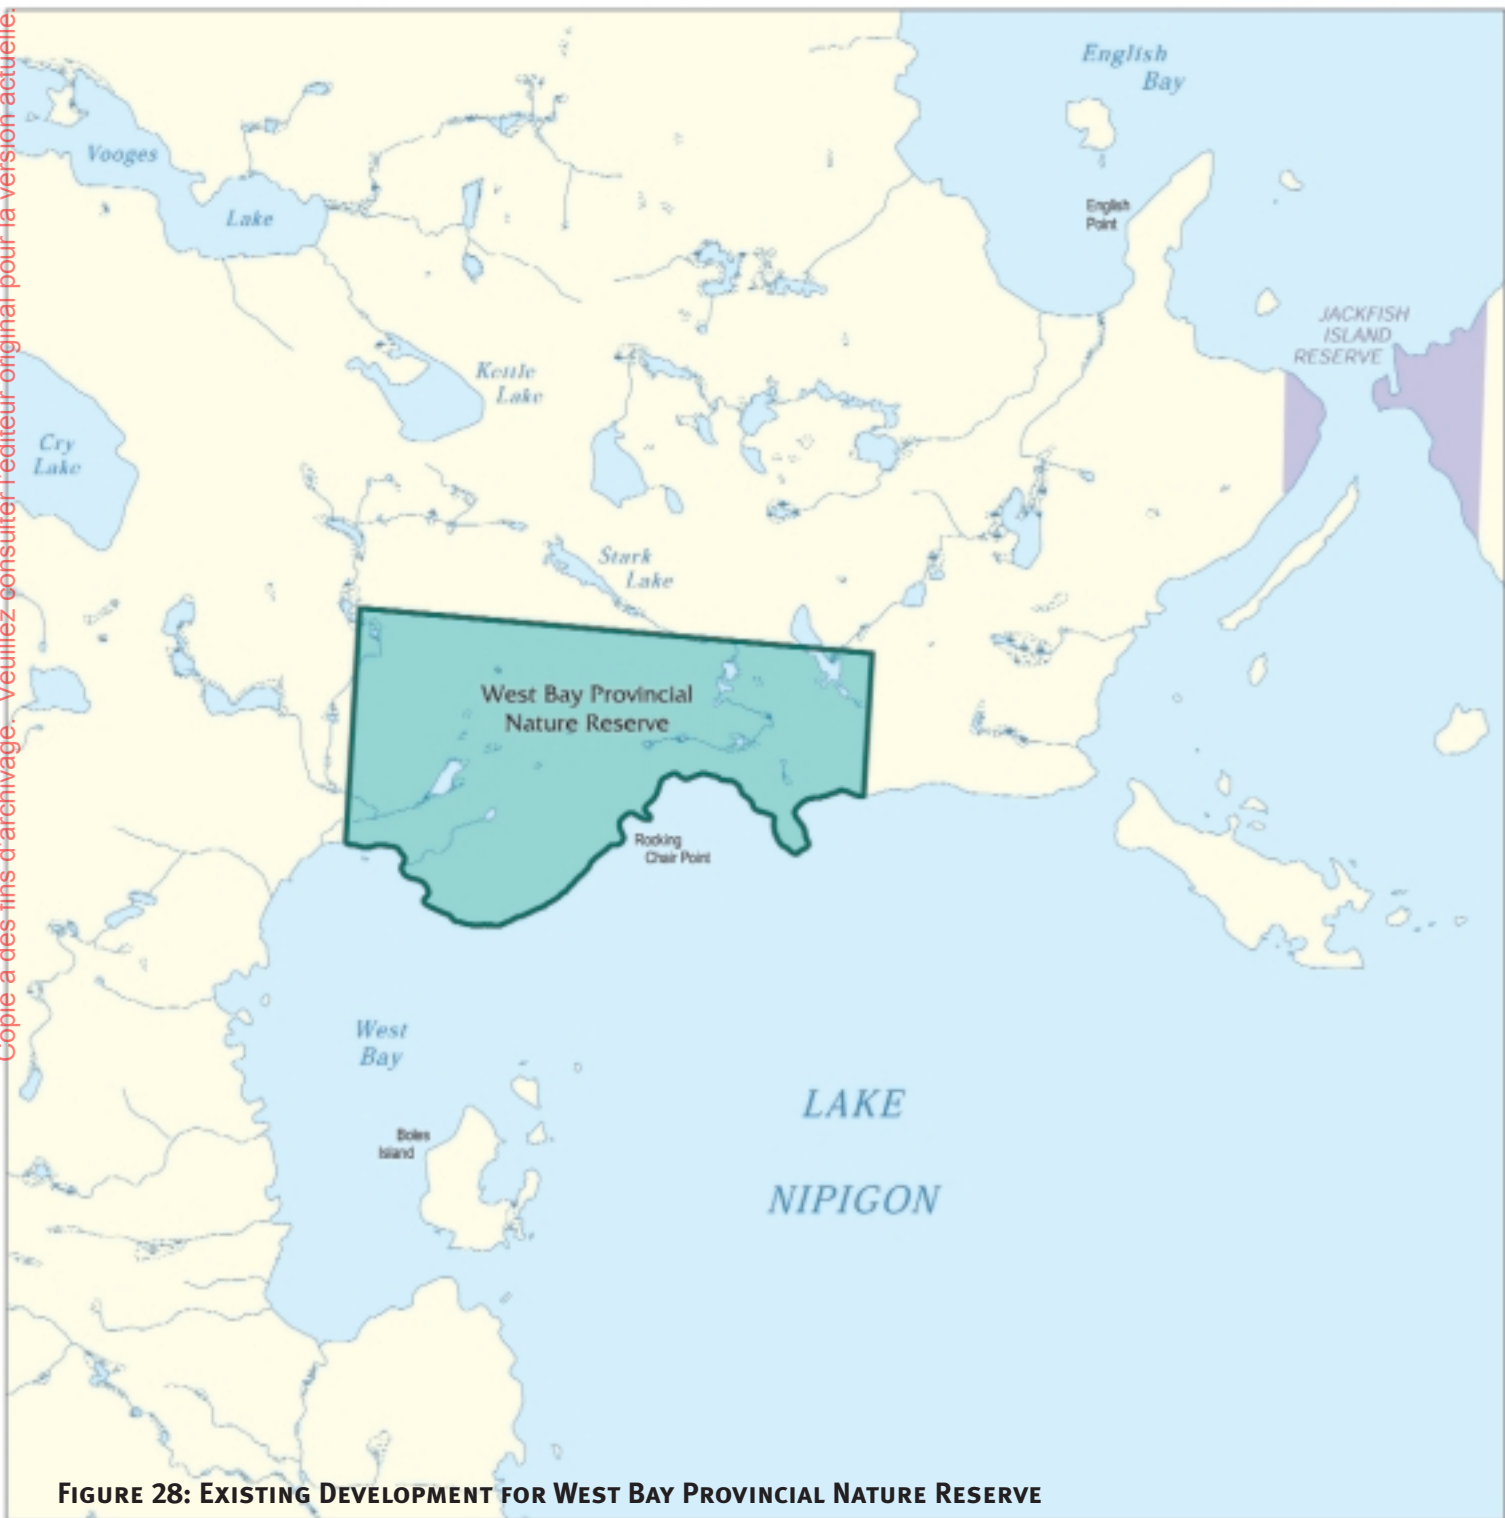 Copie à des fins d'archivage. Veuillez consulter l'éditeur original pour la version actuelle.
English
Bay
Vooges
Lake
English
Point
JACKFISH
ISLAND
RESERVE
Kettle
Lake
Cry
Lake
Stark
Lake
West Bay Provincial
Nature Reserve
Rocking
Chair Point
West
Bay
Boles
Island
LAKE
NIPIGON
FIGURE 28: EXISTING DEVELOPMENT FOR WEST BAY PROVINCIAL NATURE RESERVE